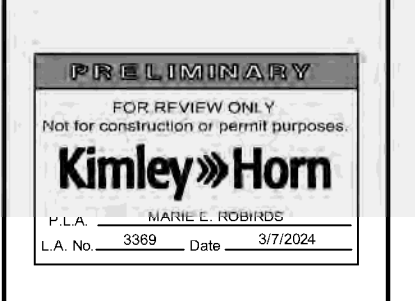 PRELIMINARY
FOR REVIEW ONLY
Not for construction or permit purposes.
Kimley»Horn
P.L.A. MARIE E. ROBIRDS
L.A. No. 3369 Date 3/7/2024